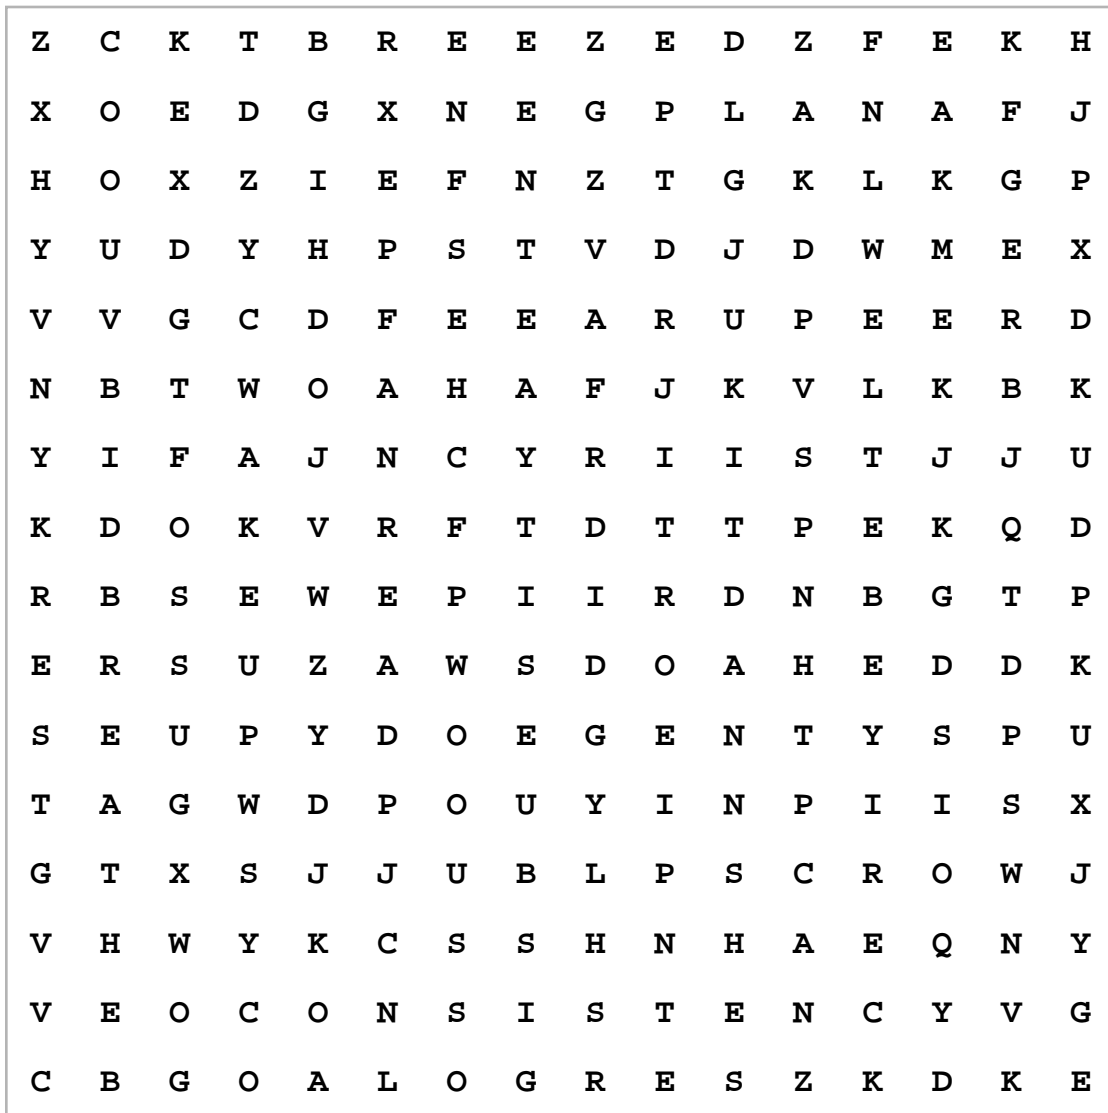 Z C K T B R E E Z E D Z F E K H
X O E D G X N E G P L A N A F J
H O X Z I E F N Z T G K L K G P
Y U D Y H P S T V D J D W M E X
V V G C D F E E A R U P E E R D
N B T W O A H A F J K V L K B K
Y I F A J N C Y R I I S T J J U
K D O K V R F T D T T P E K Q D
R B S E W E P I I R D N B G T P
E R S U Z A W S D O A H E D D K
S E U P Y D O E G E N T Y S P U
T A G W D P O U Y I N P I I S X
G T X S J J U B L P S C R O W J
V H W Y K C S S H N H A E Q N Y
V E O C O N S I S T E N C Y V G
C B G O A L O G R E S Z K D K E